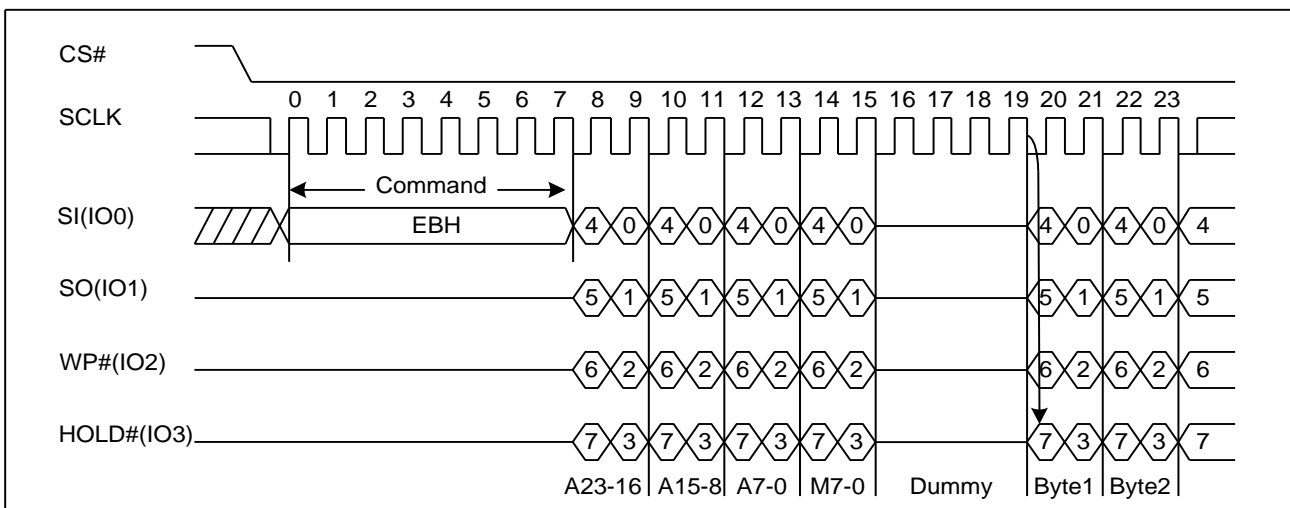 CS#
0 1 2 3 4 5 6 7 8 9 10 11 12 13 14 15 16 17 18 19 20 21 22 23
SCLK
Command
SI(IO0) EBH 4 0 4 0 4 0 4 0 4 0 4 0 4
SO(IO1) 5 1 5 1 5 1 5 1 5 1 5 1 5
WP#(IO2) 6 2 6 2 6 2 6 2 6 2 6 2 6
HOLD#(IO3) 7 3 7 3 7 3 7 3 7 3 7 3 7
A23-16 A15-8 A7-0 M7-0 Dummy Byte1 Byte2